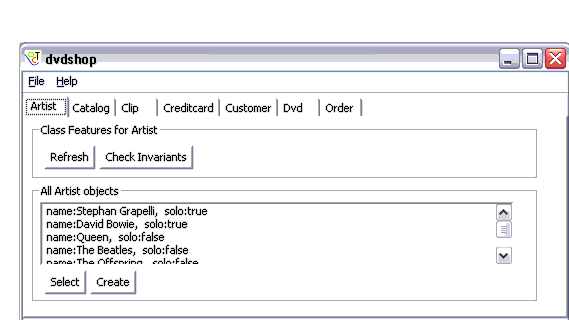 dvdshop
File Help
Artist Catalog Clip Creditcard Customer Dvd Order
Class Features for Artist
Refresh Check Invariants
All Artist objects
name:Stephan Grapelli, solo:true
name:David Bowie, solo:true
name:Queen, solo:false
name:The Beatles, solo:false
name:The Offspring, solo:false
Select Create